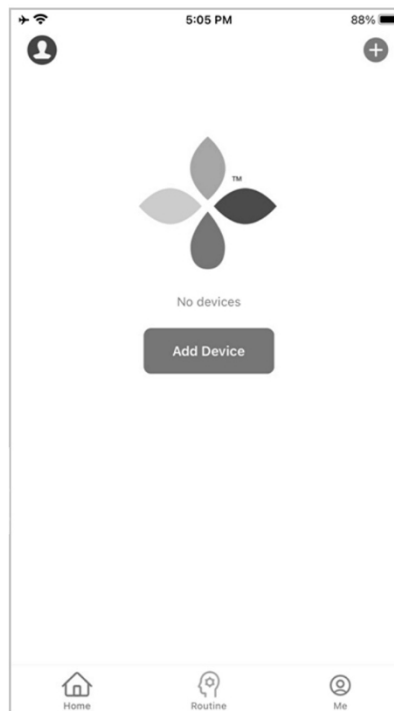 5:05 PM
88%
TM
No devices
Add Device
Home
Routine
Me